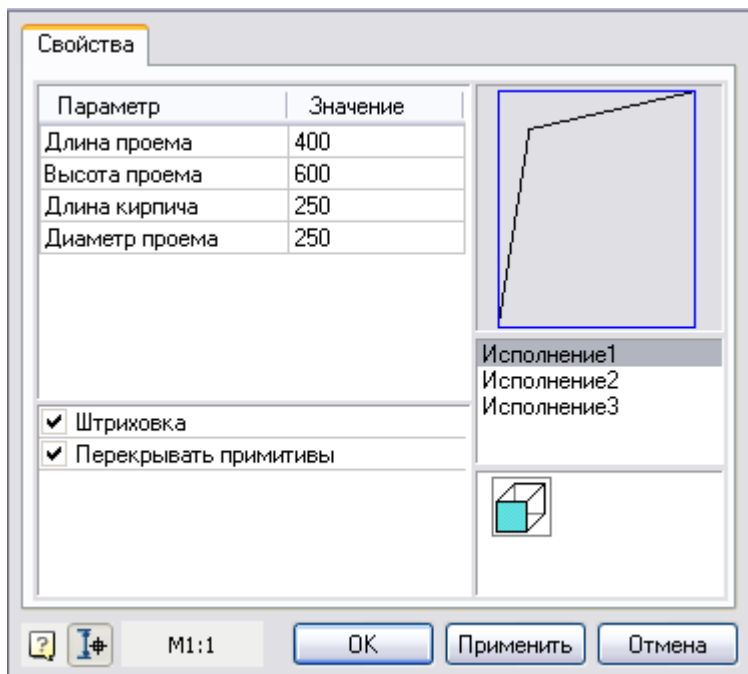 Свойства
Параметр Значение
Длина проема 400
Высота проема 600
Длина кирпича 250
Диаметр проема 250
Исполнение1
Исполнение2
Исполнение3
Штриховка
Перекрывать примитивы
? M1:1 OK Применить Отмена